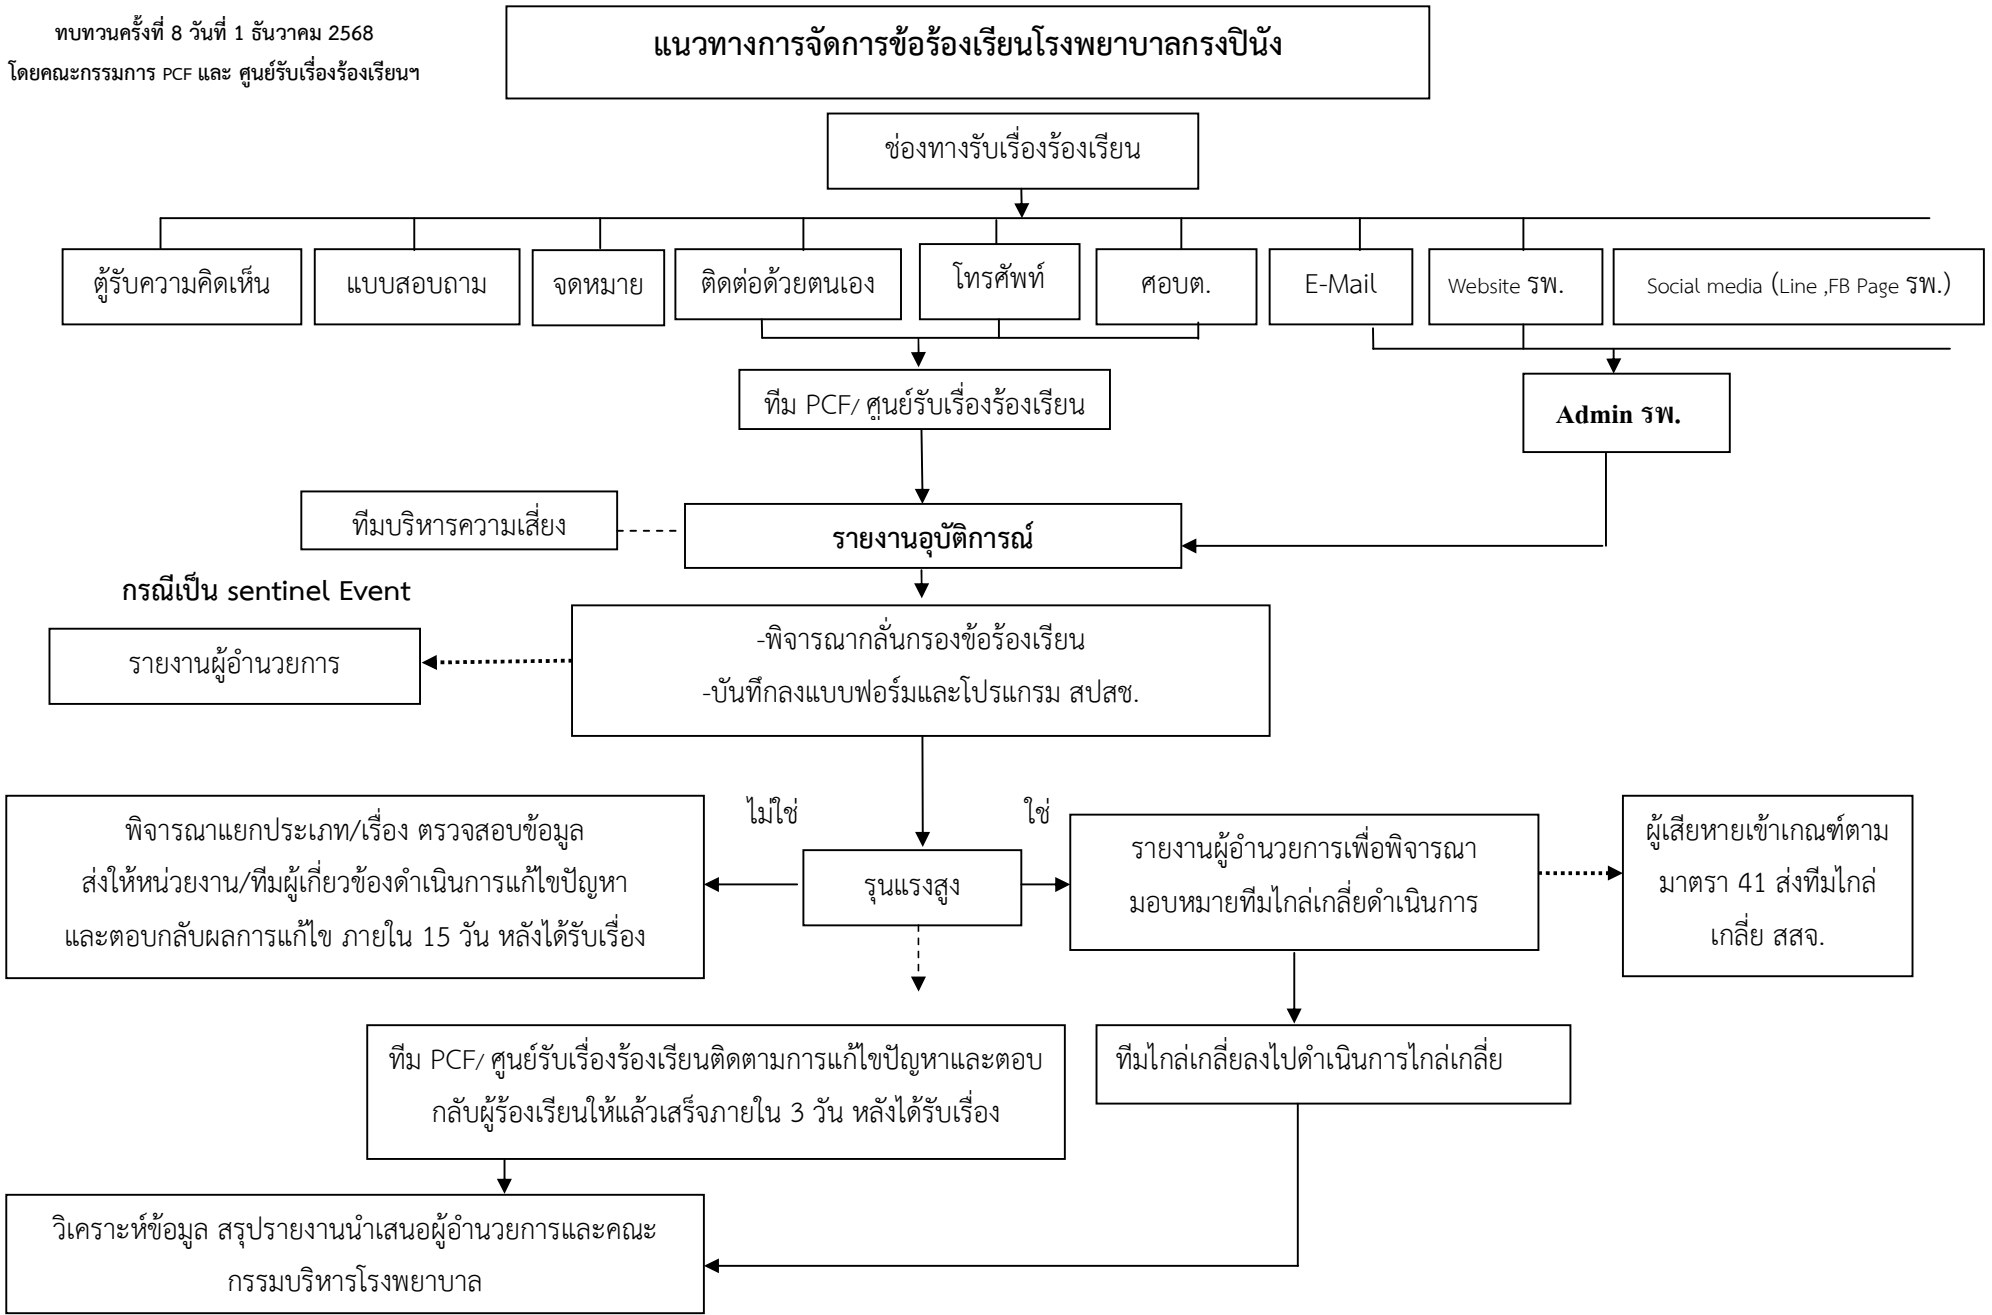 ทบทวนครั้งที่ 8 วันที่ 1 ธันวาคม 2568
โดยคณะกรรมการ PCF และ ศูนย์รับเรื่องร้องเรียนฯ
แนวทางการจัดการข้อร้องเรียนโรงพยาบาลกรงปินัง
ช่องทางรับเรื่องร้องเรียน
ตู้รับความคิดเห็น
แบบสอบถาม
จดหมาย
ติดต่อด้วยตนเอง
โทรศัพท์
ศอบต.
E-Mail
Website รพ.
Social media (Line ,FB Page รพ.)
ทีม PCF/ ศูนย์รับเรื่องร้องเรียน
Admin รพ.
ทีมบริหารความเสี่ยง
รายงานอุบัติการณ์
กรณีเป็น sentinel Event
รายงานผู้อำนวยการ
-พิจารณากลั่นกรองข้อร้องเรียน
-บันทึกลงแบบฟอร์มและโปรแกรม สปสช.
ไม่ใช่
ใช่
พิจารณาแยกประเภท/เรื่อง ตรวจสอบข้อมูล
ส่งให้หน่วยงาน/ทีมผู้เกี่ยวข้องดำเนินการแก้ไขปัญหา
และตอบกลับผลการแก้ไข ภายใน 15 วัน หลังได้รับเรื่อง
รุนแรงสูง
รายงานผู้อำนวยการเพื่อพิจารณา
มอบหมายทีมไกล่เกลี่ยดำเนินการ
ผู้เสียหายเข้าเกณฑ์ตาม
มาตรา 41 ส่งทีมไกล่
เกลี่ย สสจ.
ทีม PCF/ ศูนย์รับเรื่องร้องเรียนติดตามการแก้ไขปัญหาและตอบ
กลับผู้ร้องเรียนให้แล้วเสร็จภายใน 3 วัน หลังได้รับเรื่อง
ทีมไกล่เกลี่ยลงไปดำเนินการไกล่เกลี่ย
วิเคราะห์ข้อมูล สรุปรายงานนำเสนอผู้อำนวยการและคณะ
กรรมบริหารโรงพยาบาล